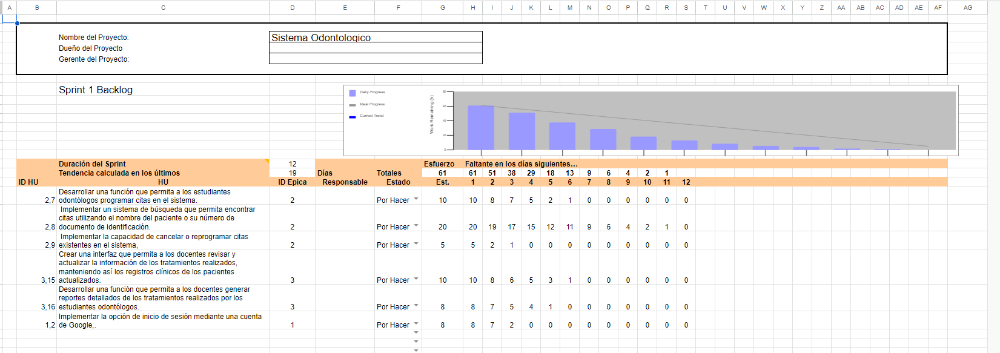 A B C D E F G H I J K L M N O P Q R S T U V W X Y Z AA AB AC AD AE AF AG
Nombre del Proyecto: Sistema Odontologico
Dueño del Proyecto
Gerente del Proyecto:
Sprint 1 Backlog
Daily Progress
Ideal Progress
Current Trend
Work Remaining (h)
80
60
40
20
0
Duración del Sprint 12 Esfuerzo Faltante en los días siguientes...
Tendencia calculada en los últimos 19 Días Totales 61 61 51 38 29 18 13 9 6 4 2 1
ID HU HU ID Epica Responsable Estado Est. 1 2 3 4 5 6 7 8 9 10 11 12
Desarrollar una función que permita a los estudiantes
2,7 odontólogos programar citas en el sistema. 2 Por Hacer 10 10 8 7 5 2 1 0 0 0 0 0 0
Implementar un sistema de búsqueda que permita encontrar
citas utilizando el nombre del paciente o su número de
2,8 documento de identificación. 2 Por Hacer 20 20 19 17 15 12 11 9 6 4 2 1 0
Implementar la capacidad de cancelar o reprogramar citas
2,9 existentes en el sistema, 2 Por Hacer 5 5 2 1 0 0 0 0 0 0 0 0 0
Crear una interfaz que permita a los docentes revisar y
actualizar la información de los tratamientos realizados,
manteniendo así los registros clínicos de los pacientes
3,15 actualizados. 3 Por Hacer 10 10 8 6 5 3 1 0 0 0 0 0 0
Desarrollar una función que permita a los docentes generar
reportes detallados de los tratamientos realizados por los
3,16 estudiantes odontólogos. 3 Por Hacer 8 8 7 5 4 1 0 0 0 0 0 0 0
Implementar la opción de inicio de sesión mediante una cuenta
1,2 de Google,. 1 Por Hacer 8 8 7 2 0 0 0 0 0 0 0 0 0